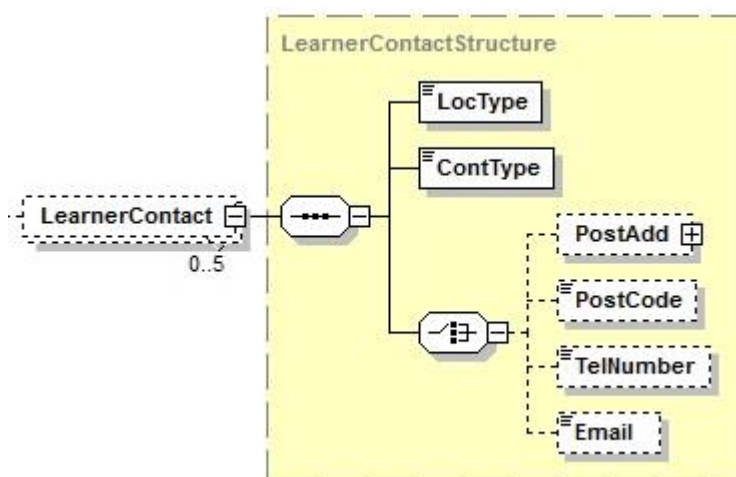 LearnerContactStructure
LocType
ContType
LearnerContact
0..5
PostAdd
PostCode
TelNumber
Email